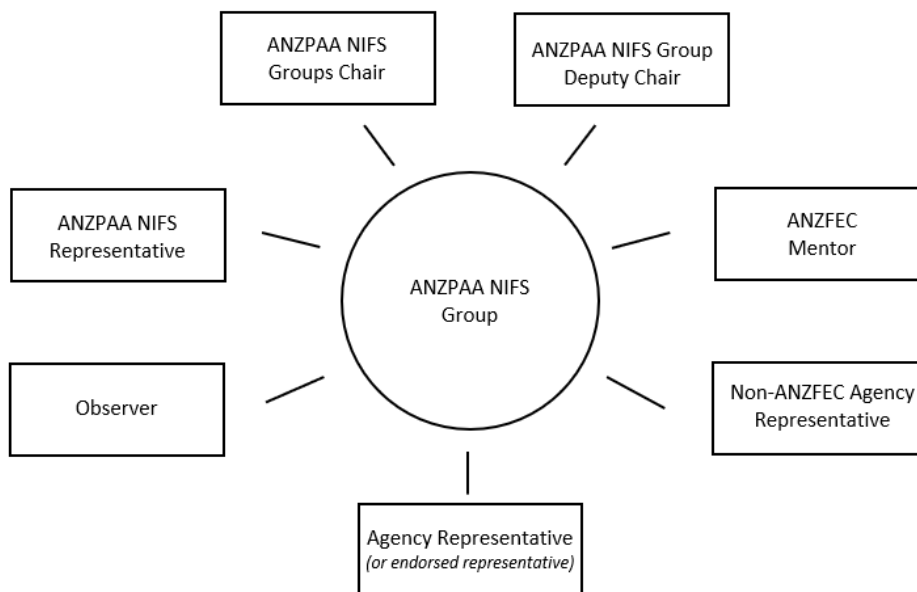 ANZPAA NIFS
Groups Chair
ANZPAA NIFS Group
Deputy Chair
ANZPAA NIFS
Representative
ANZFEC
Mentor
ANZPAA NIFS
Group
Observer
Non-ANZFEC Agency
Representative
Agency Representative
(or endorsed representative)